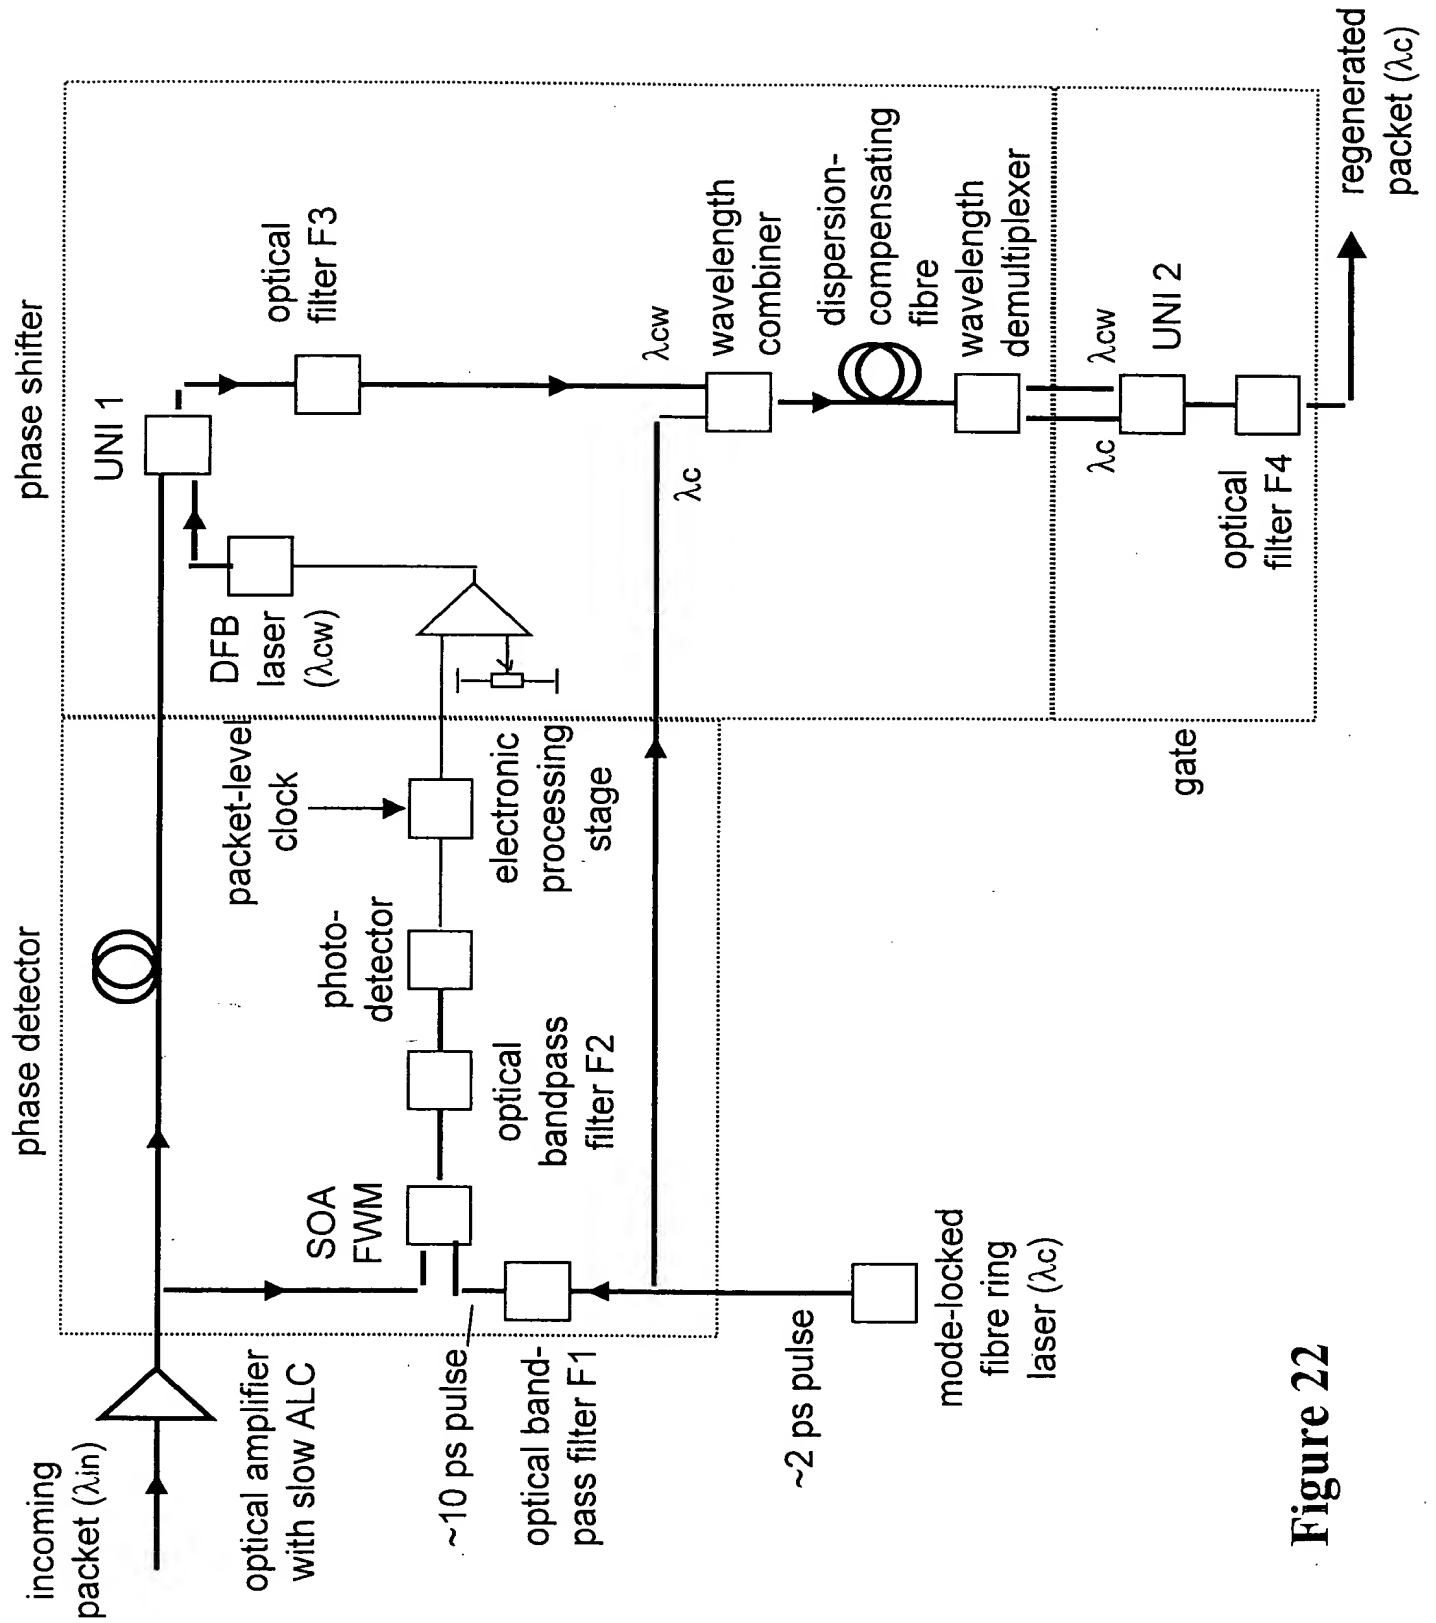 phase detector
phase shifter
incoming
packet (λin)
optical amplifier
with slow ALC
UNI 1
optical
filter F3
DFB
laser
(λcw)
packet-level
clock
photo-
detector
SOA
FWM
electronic
processing
stage
optical
bandpass
filter F2
~10 ps pulse
optical band-
pass filter F1
~2 ps pulse
mode-locked
fibre ring
laser (λc)
λcw
λc
wavelength
combiner
dispersion-
compensating
fibre
wavelength
demultiplexer
λc
λcw
UNI 2
gate
optical
filter F4
regenerated
packet (λc)
Figure 22